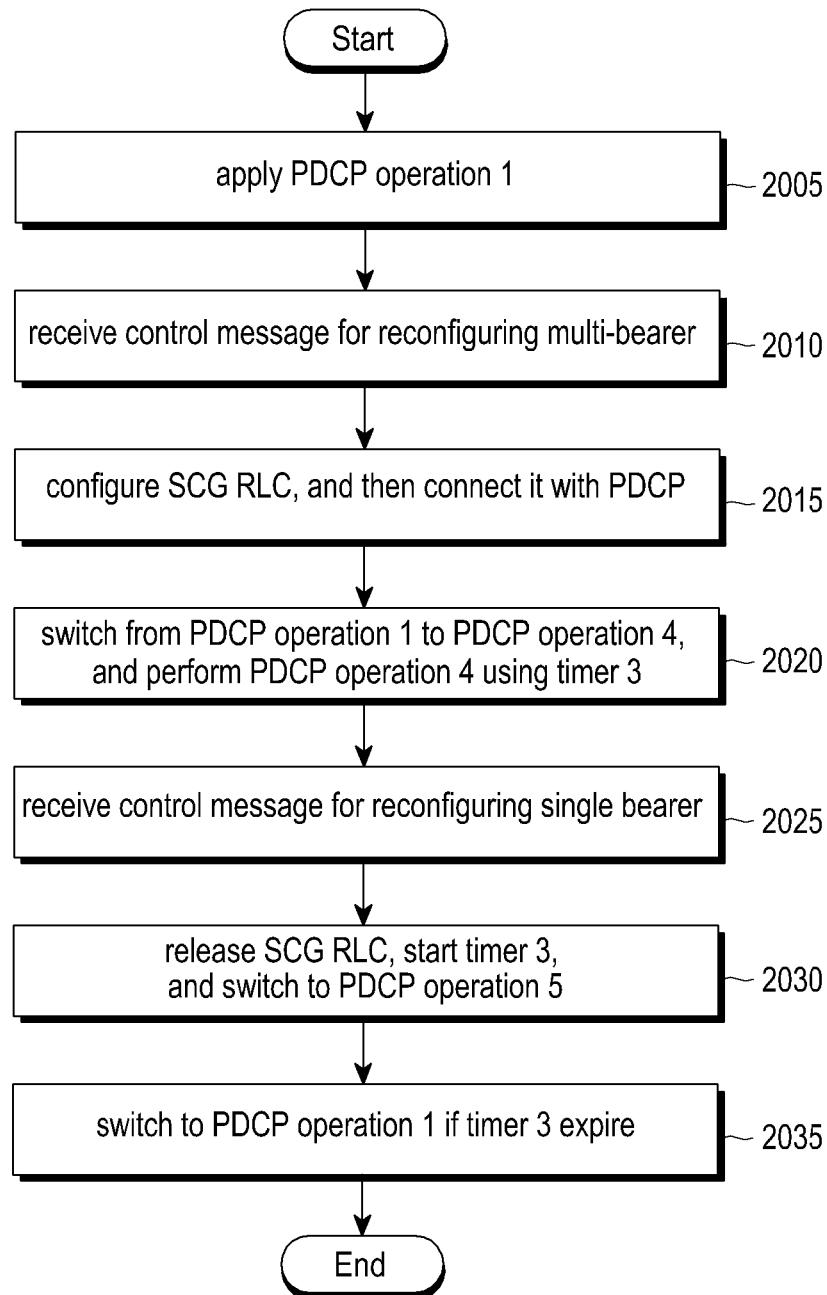 Start
apply PDCP operation 1
2005
receive control message for reconfiguring multi-bearer
2010
configure SCG RLC, and then connect it with PDCP
2015
switch from PDCP operation 1 to PDCP operation 4,
and perform PDCP operation 4 using timer 3
2020
receive control message for reconfiguring single bearer
2025
release SCG RLC, start timer 3,
and switch to PDCP operation 5
2030
switch to PDCP operation 1 if timer 3 expire
2035
End